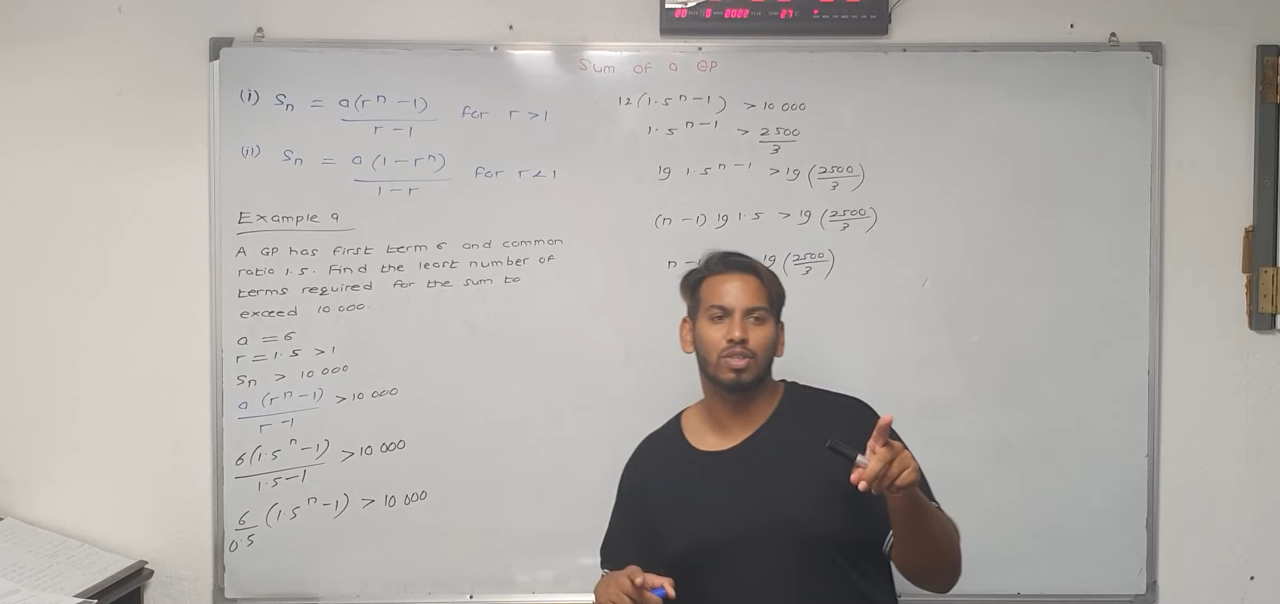 20 0 2022 27 C
Sum of a GP
(i) Sn = a(r^n - 1) / r - 1 for r > 1
(ii) Sn = a(1 - r^n) / 1 - r for r < 1
Example 9
A GP has first term 6 and common
ratio 1.5. Find the least number of
terms required for the sum to
exceed 10 000.
a = 6
r = 1.5 > 1
Sn > 10 000
a (r^n - 1) / r - 1 > 10 000
6(1.5^n - 1) / 1.5 - 1 > 10 000
6 / 0.5 (1.5^n - 1) > 10 000
12(1.5^n - 1) > 10 000
1.5^n - 1 > 2500 / 3
lg 1.5^n - 1 > lg (2500 / 3)
(n - 1) lg 1.5 > lg (2500 / 3)
n - lg (2500 / 3)